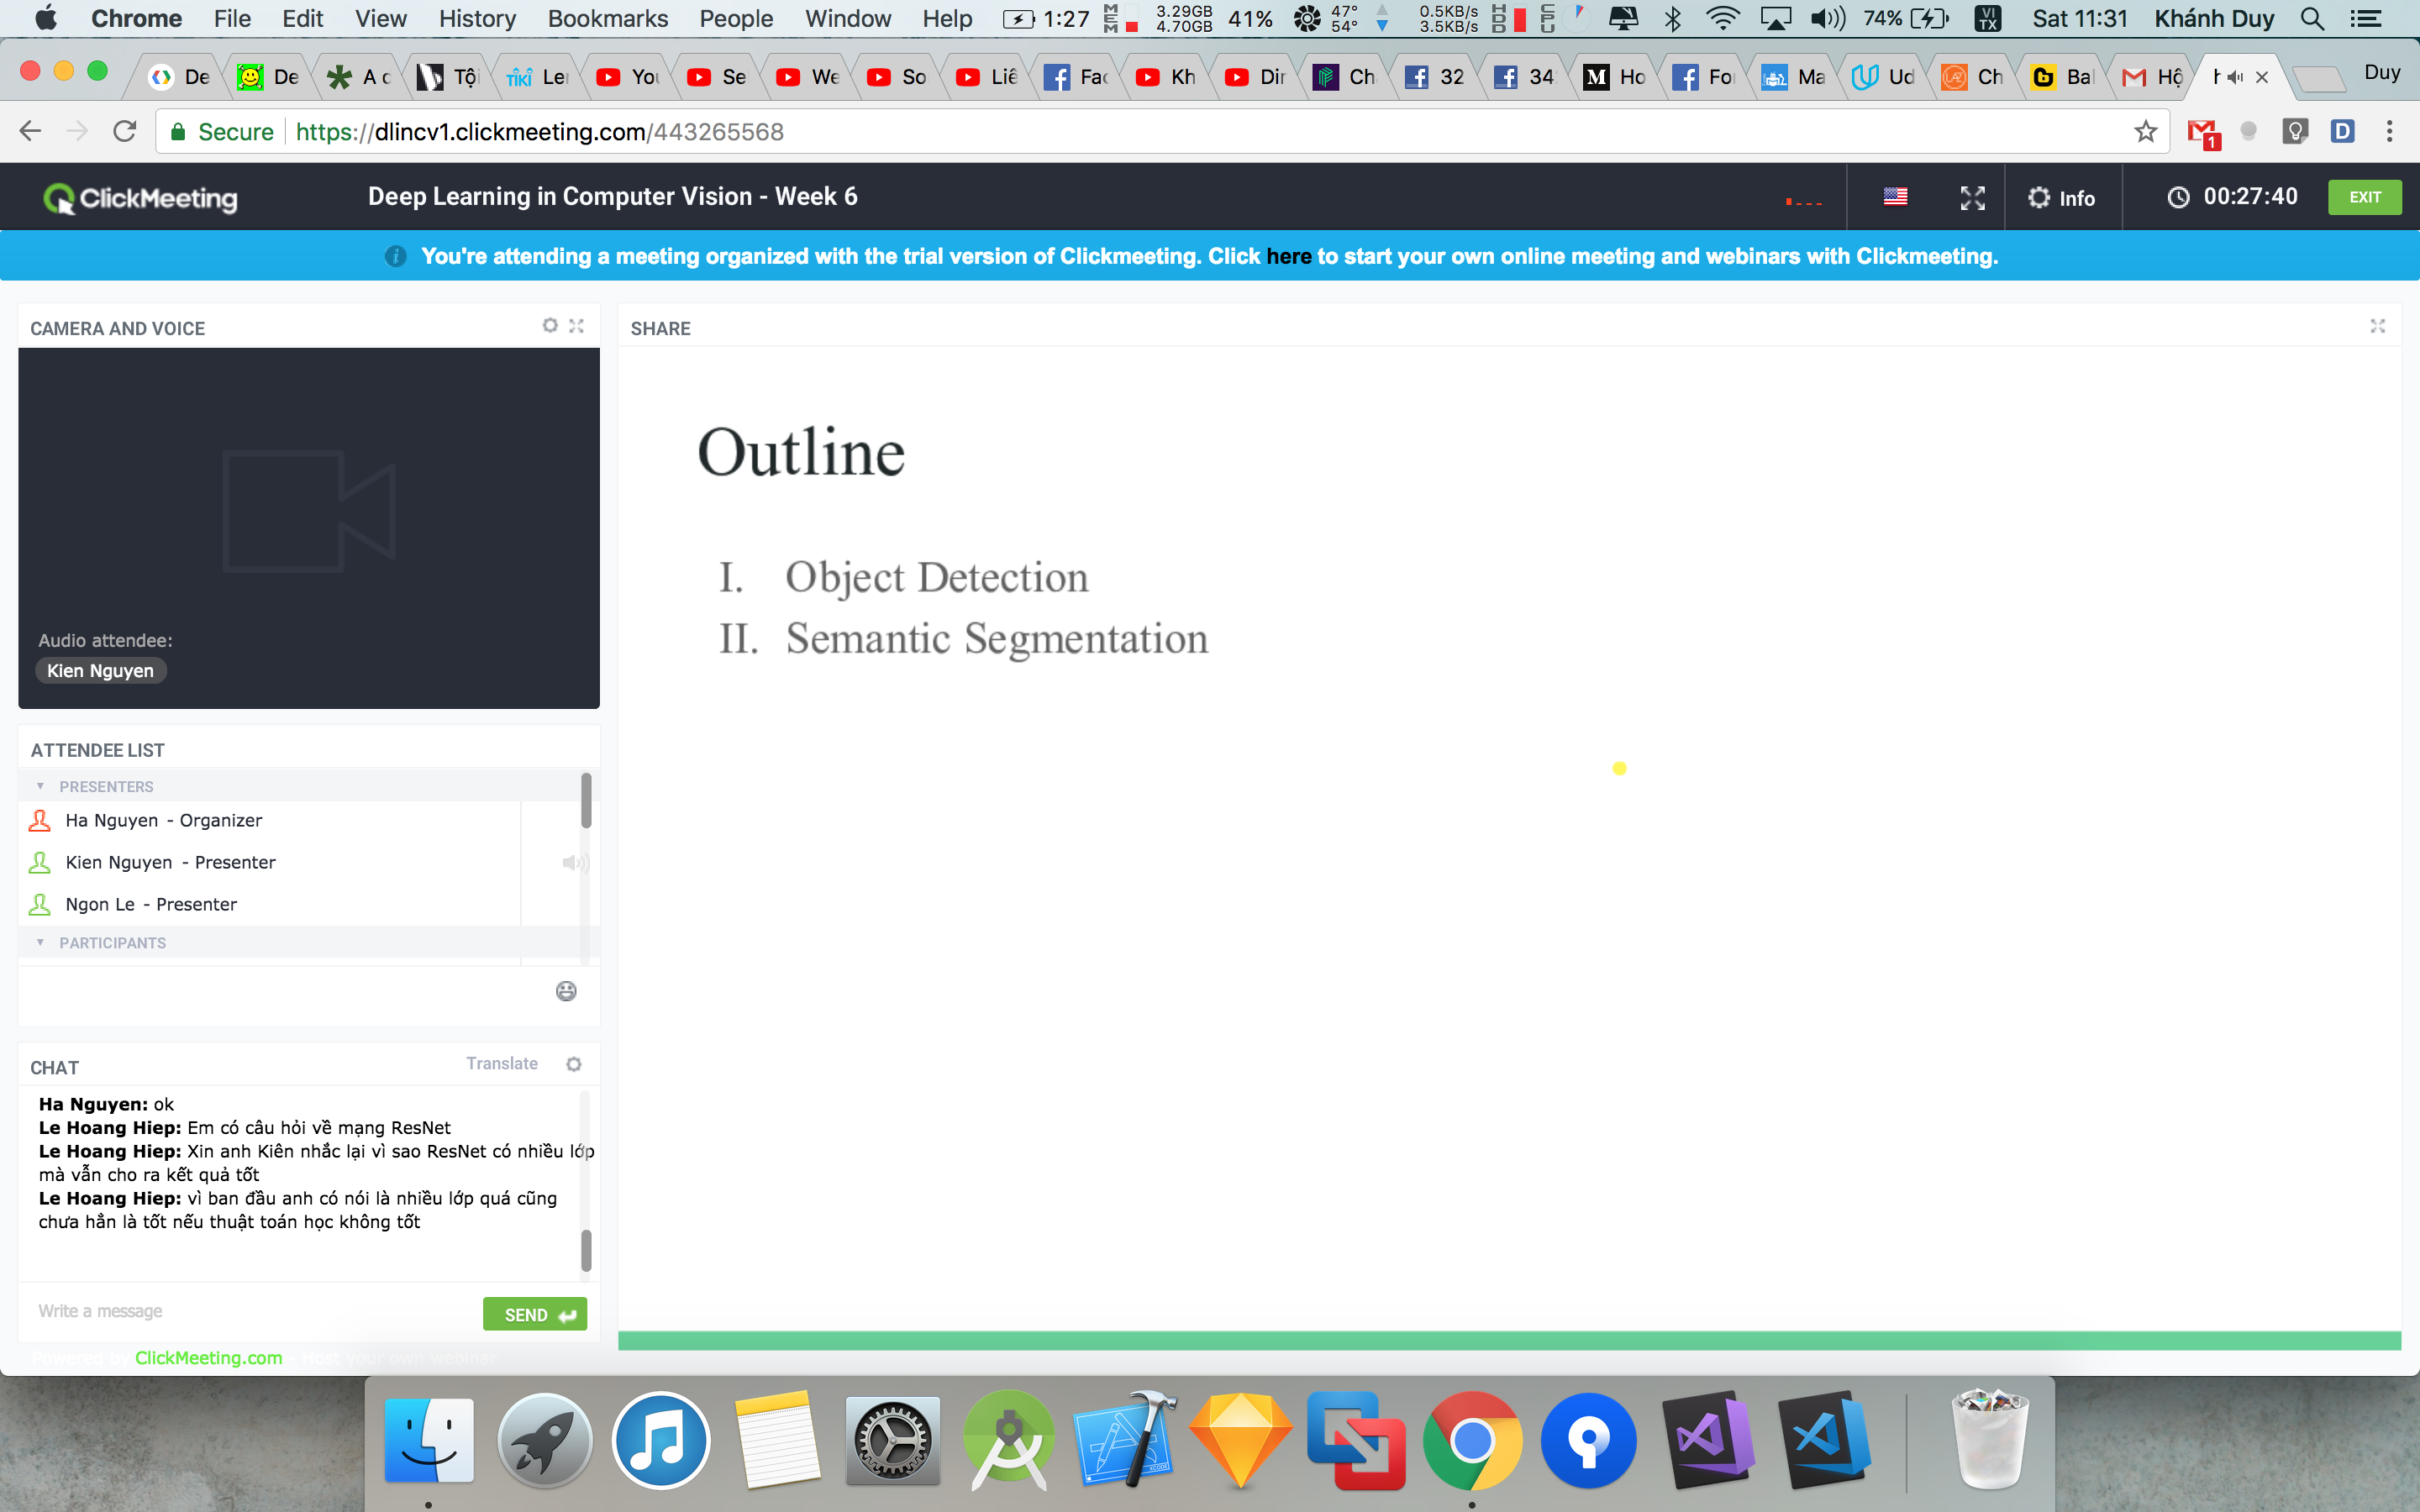 Chrome File Edit View History Bookmarks People Window Help 1:27 MEM 3.29GB 4.70GB 41% 47° 54° 0.5KB/s 3.5KB/s HDD CPU 74% VI TX Sat 11:31 Khánh Duy
De De A c Tội TiKi Ler You Se We So Liê Fac Kh Dir Ch 32 34 M Ho For Ma Ud Ch Bal Hộ Duy
Secure https://dlincv1.clickmeeting.com/443265568 1 D
ClickMeeting Deep Learning in Computer Vision - Week 6 Info 00:27:40 EXIT
You're attending a meeting organized with the trial version of Clickmeeting. Click here to start your own online meeting and webinars with Clickmeeting.
CAMERA AND VOICE
Audio attendee:
Kien Nguyen
ATTENDEE LIST
PRESENTERS
Ha Nguyen - Organizer
Kien Nguyen - Presenter
Ngon Le - Presenter
PARTICIPANTS
CHAT Translate
Ha Nguyen: ok
Le Hoang Hiep: Em có câu hỏi về mạng ResNet
Le Hoang Hiep: Xin anh Kiên nhắc lại vì sao ResNet có nhiều lớp
mà vẫn cho ra kết quả tốt
Le Hoang Hiep: vì ban đầu anh có nói là nhiều lớp quá cũng
chưa hẳn là tốt nếu thuật toán học không tốt
Write a message SEND
Powered by ClickMeeting.com - Host your own webinar
SHARE
Outline
I. Object Detection
II. Semantic Segmentation